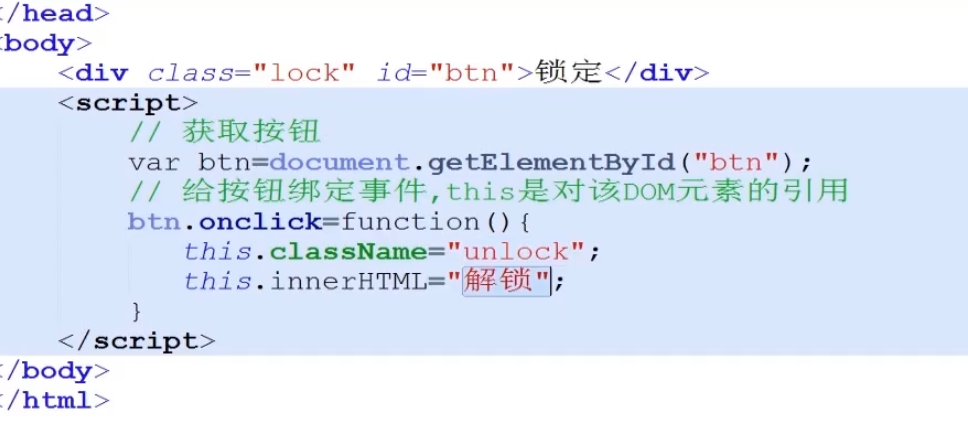 </head>
<body>
<div class="lock" id="btn">锁定</div>
<script>
// 获取按钮
var btn=document.getElementById("btn");
// 给按钮绑定事件,this是对该DOM元素的引用
btn.onclick=function(){
this.className="unlock";
this.innerHTML="解锁";
}
</script>
</body>
</html>